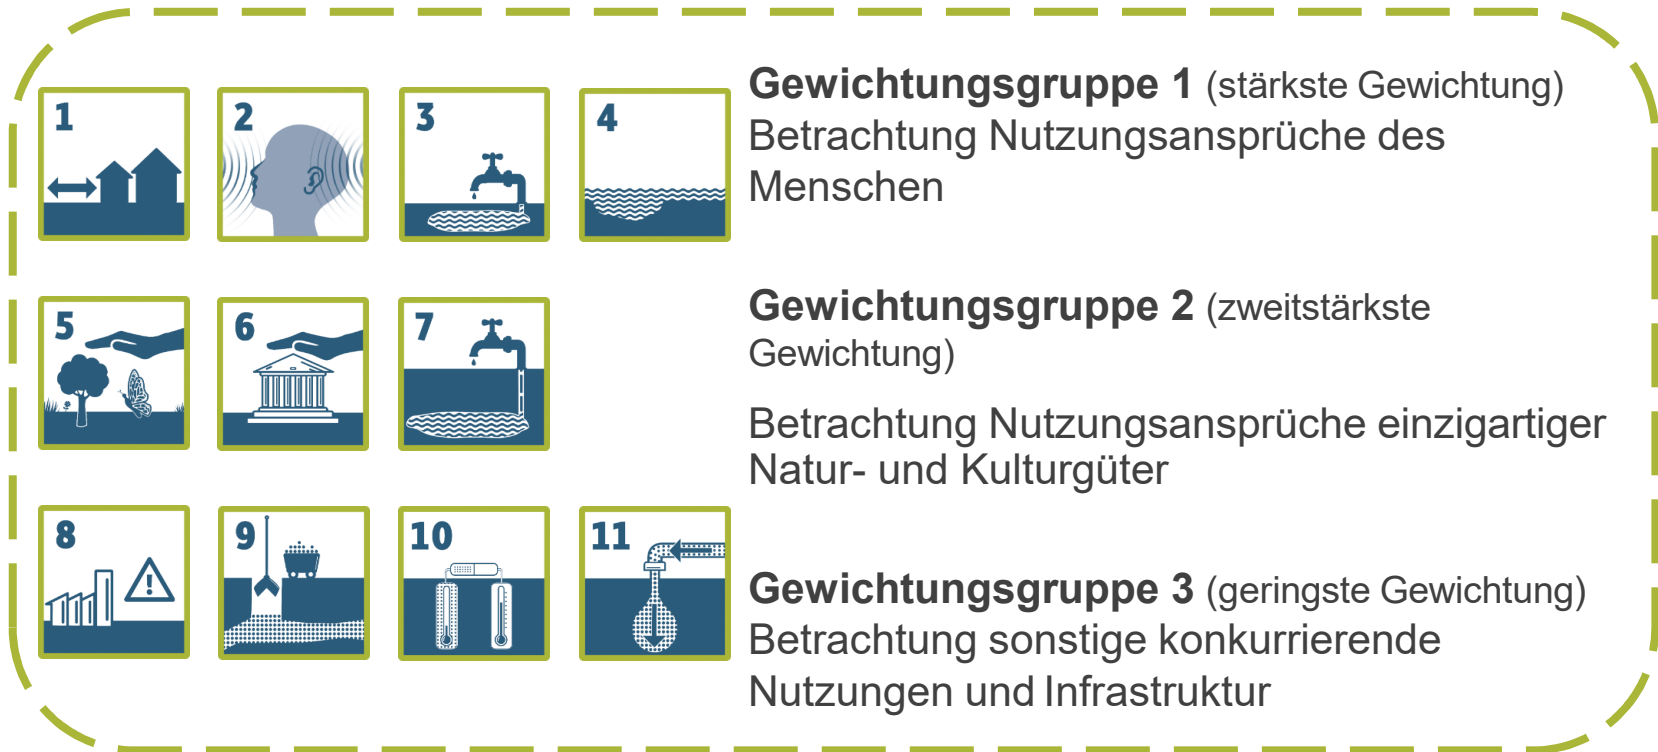 1 2 3 4
Gewichtungsgruppe 1 (stärkste Gewichtung)
Betrachtung Nutzungsansprüche des
Menschen
5 6 7
Gewichtungsgruppe 2 (zweitstärkste
Gewichtung)
Betrachtung Nutzungsansprüche einzigartiger
Natur- und Kulturgüter
8 9 10 11
Gewichtungsgruppe 3 (geringste Gewichtung)
Betrachtung sonstige konkurrierende
Nutzungen und Infrastruktur